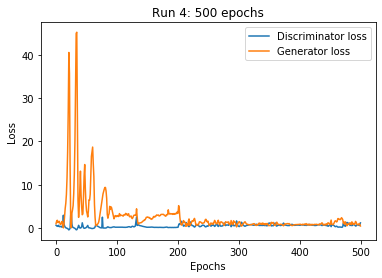 Run 4: 500 epochs
Discriminator loss
Generator loss
Loss
40
30
20
10
0
0 100 200 300 400 500
Epochs